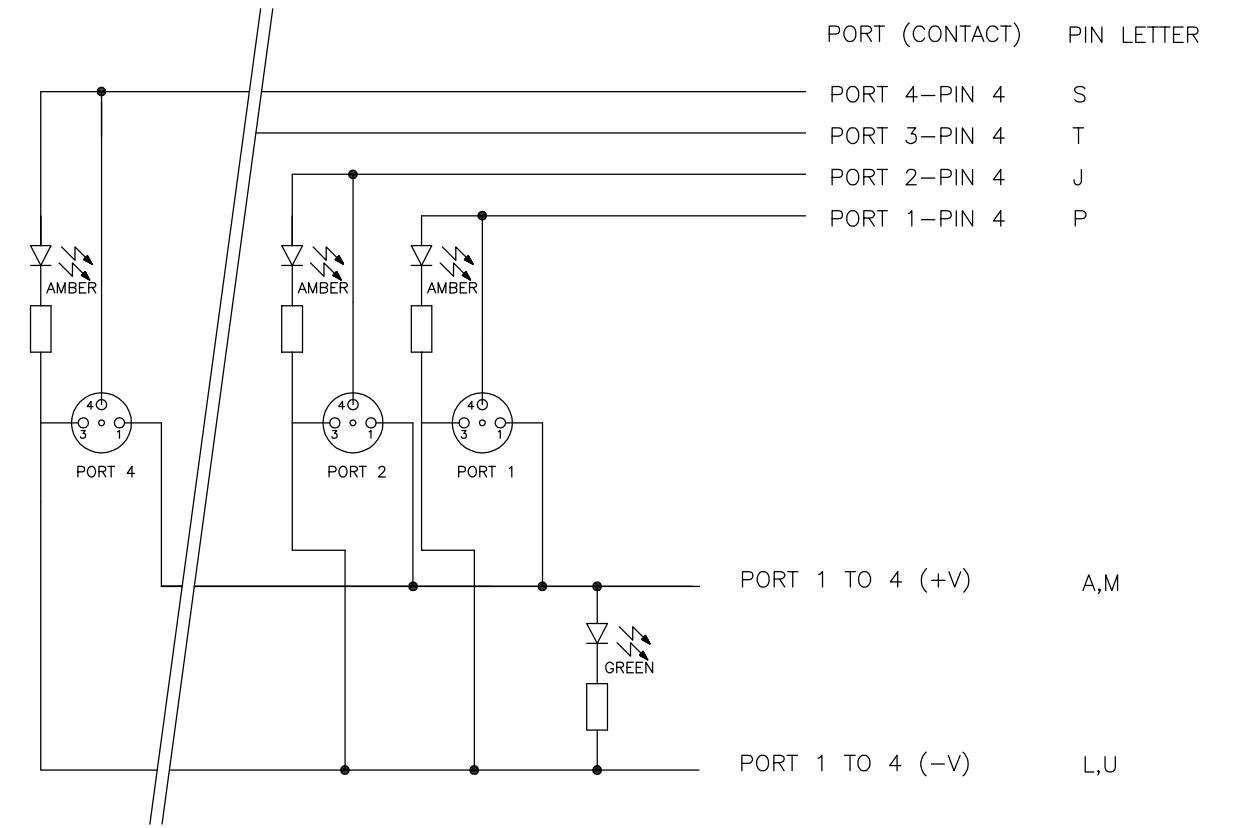 PORT (CONTACT) PIN LETTER
PORT 4-PIN 4 S
PORT 3-PIN 4 T
PORT 2-PIN 4 J
PORT 1-PIN 4 P
AMBER AMBER AMBER
4 4 4
3 1 3 1 3 1
PORT 4 PORT 2 PORT 1
PORT 1 TO 4 (+V) A,M
GREEN
PORT 1 TO 4 (-V) L,U